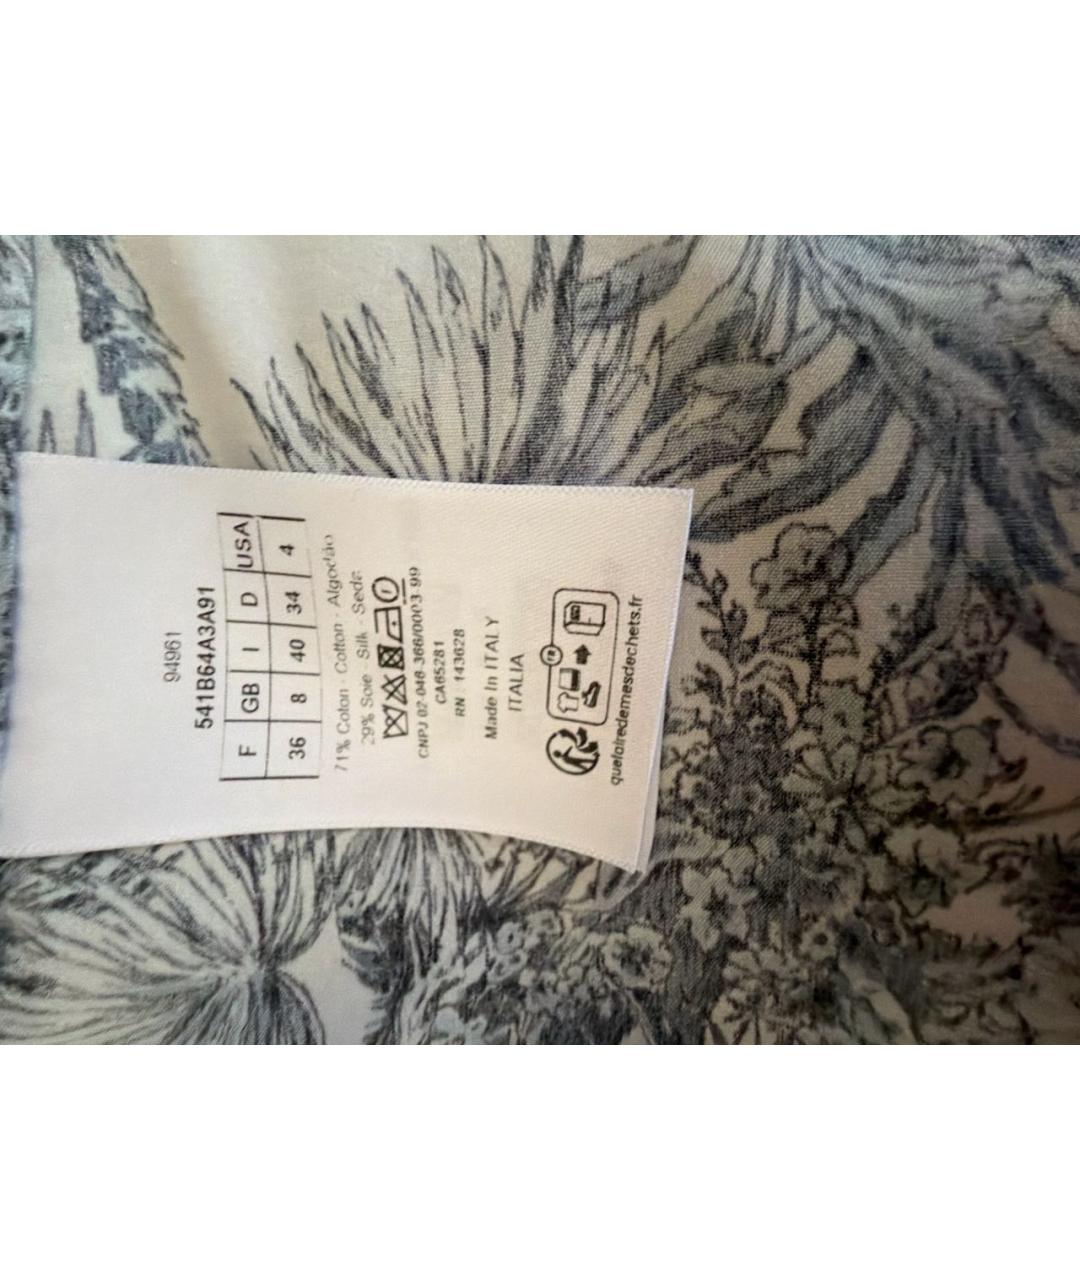 94961
541B64A3A91
F GB I D USA
36 8 40 34 4
71% Coton - Cotton - Algodão
29% Soie Silk - Seda
CNPJ 02-046-366/0003-99
CA65281
RN : 143628
Made In ITALY
ITALIA
FR
quefairedemesdechets.fr